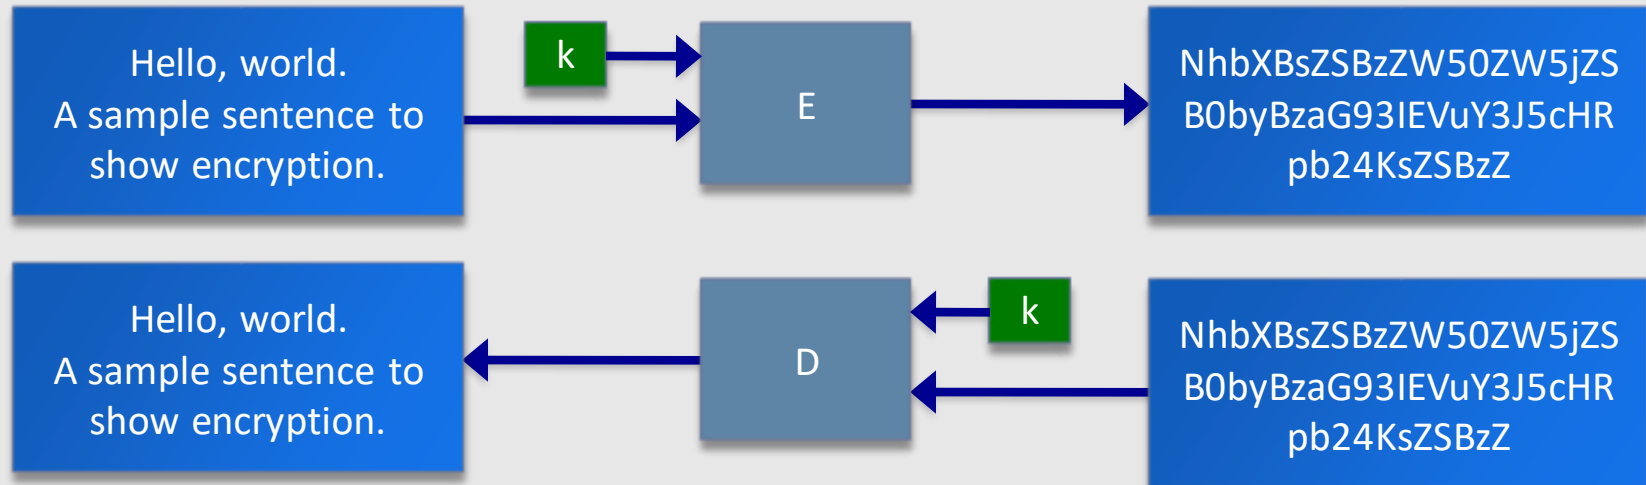 Hello, world.
A sample sentence to
show encryption.
k
E
NhbXBsZSBzZW50ZW5jZS
B0byBzaG93IEVuY3J5cHR
pb24KsZSBzZ
Hello, world.
A sample sentence to
show encryption.
D
k
NhbXBsZSBzZW50ZW5jZS
B0byBzaG93IEVuY3J5cHR
pb24KsZSBzZ